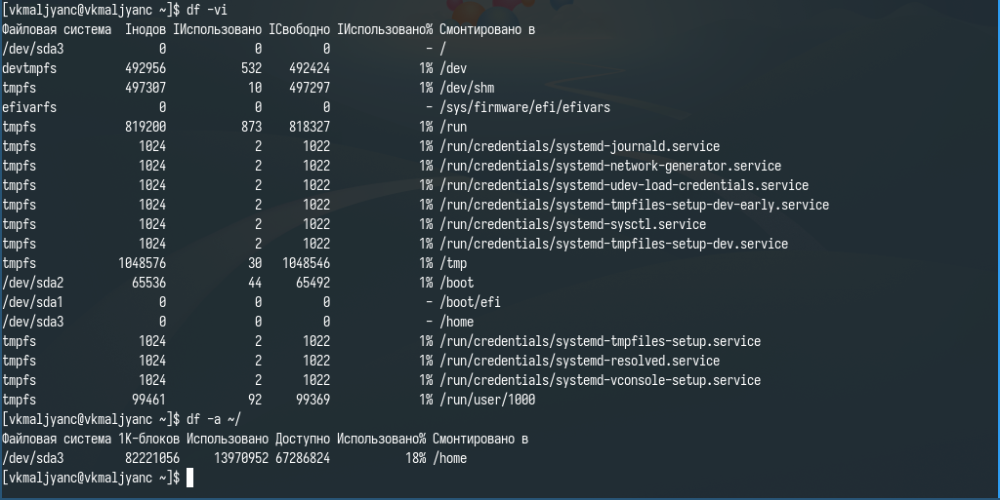 [vkmaljyanc@vkmaljyanc ~]$ df -vi
Файловая система  Iнодов IИспользовано IСвободно IИспользовано% Смонтировано в
/dev/sda3              0             0         0              - /
devtmpfs          492956           532    492424             1% /dev
tmpfs             497307            10    497297             1% /dev/shm
efivarfs               0             0         0              - /sys/firmware/efi/efivars
tmpfs             819200           873    818327             1% /run
tmpfs               1024             2      1022             1% /run/credentials/systemd-journald.service
tmpfs               1024             2      1022             1% /run/credentials/systemd-network-generator.service
tmpfs               1024             2      1022             1% /run/credentials/systemd-udev-load-credentials.service
tmpfs               1024             2      1022             1% /run/credentials/systemd-tmpfiles-setup-dev-early.service
tmpfs               1024             2      1022             1% /run/credentials/systemd-sysctl.service
tmpfs               1024             2      1022             1% /run/credentials/systemd-tmpfiles-setup-dev.service
tmpfs            1048576            30   1048546             1% /tmp
/dev/sda2          65536            44     65492             1% /boot
/dev/sda1              0             0         0              - /boot/efi
/dev/sda3              0             0         0              - /home
tmpfs               1024             2      1022             1% /run/credentials/systemd-tmpfiles-setup.service
tmpfs               1024             2      1022             1% /run/credentials/systemd-resolved.service
tmpfs               1024             2      1022             1% /run/credentials/systemd-vconsole-setup.service
tmpfs              99461            92     99369             1% /run/user/1000
[vkmaljyanc@vkmaljyanc ~]$ df -a ~/
Файловая система 1K-блоков Использовано Доступно Использовано% Смонтировано в
/dev/sda3         82221056     13970952 67286824           18% /home
[vkmaljyanc@vkmaljyanc ~]$